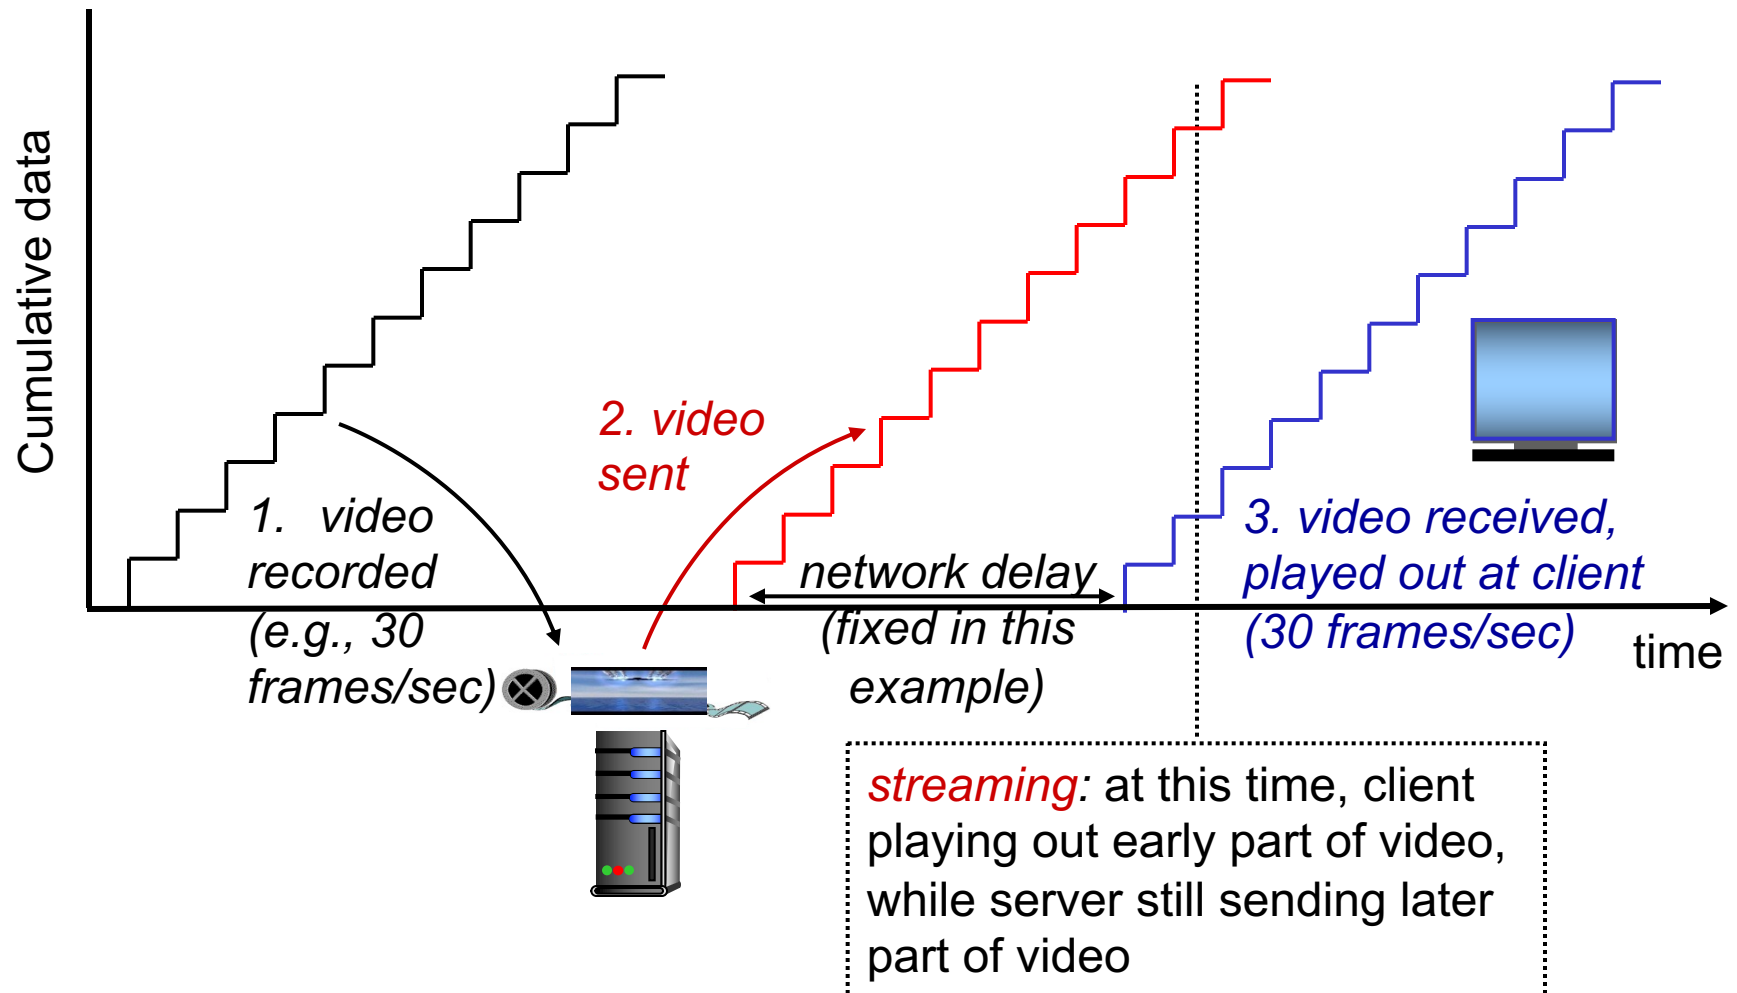 Cumulative data
1. video
recorded
(e.g., 30
frames/sec)
2. video
sent
network delay
(fixed in this
example)
3. video received,
played out at client
(30 frames/sec)
time
streaming: at this time, client
playing out early part of video,
while server still sending later
part of video